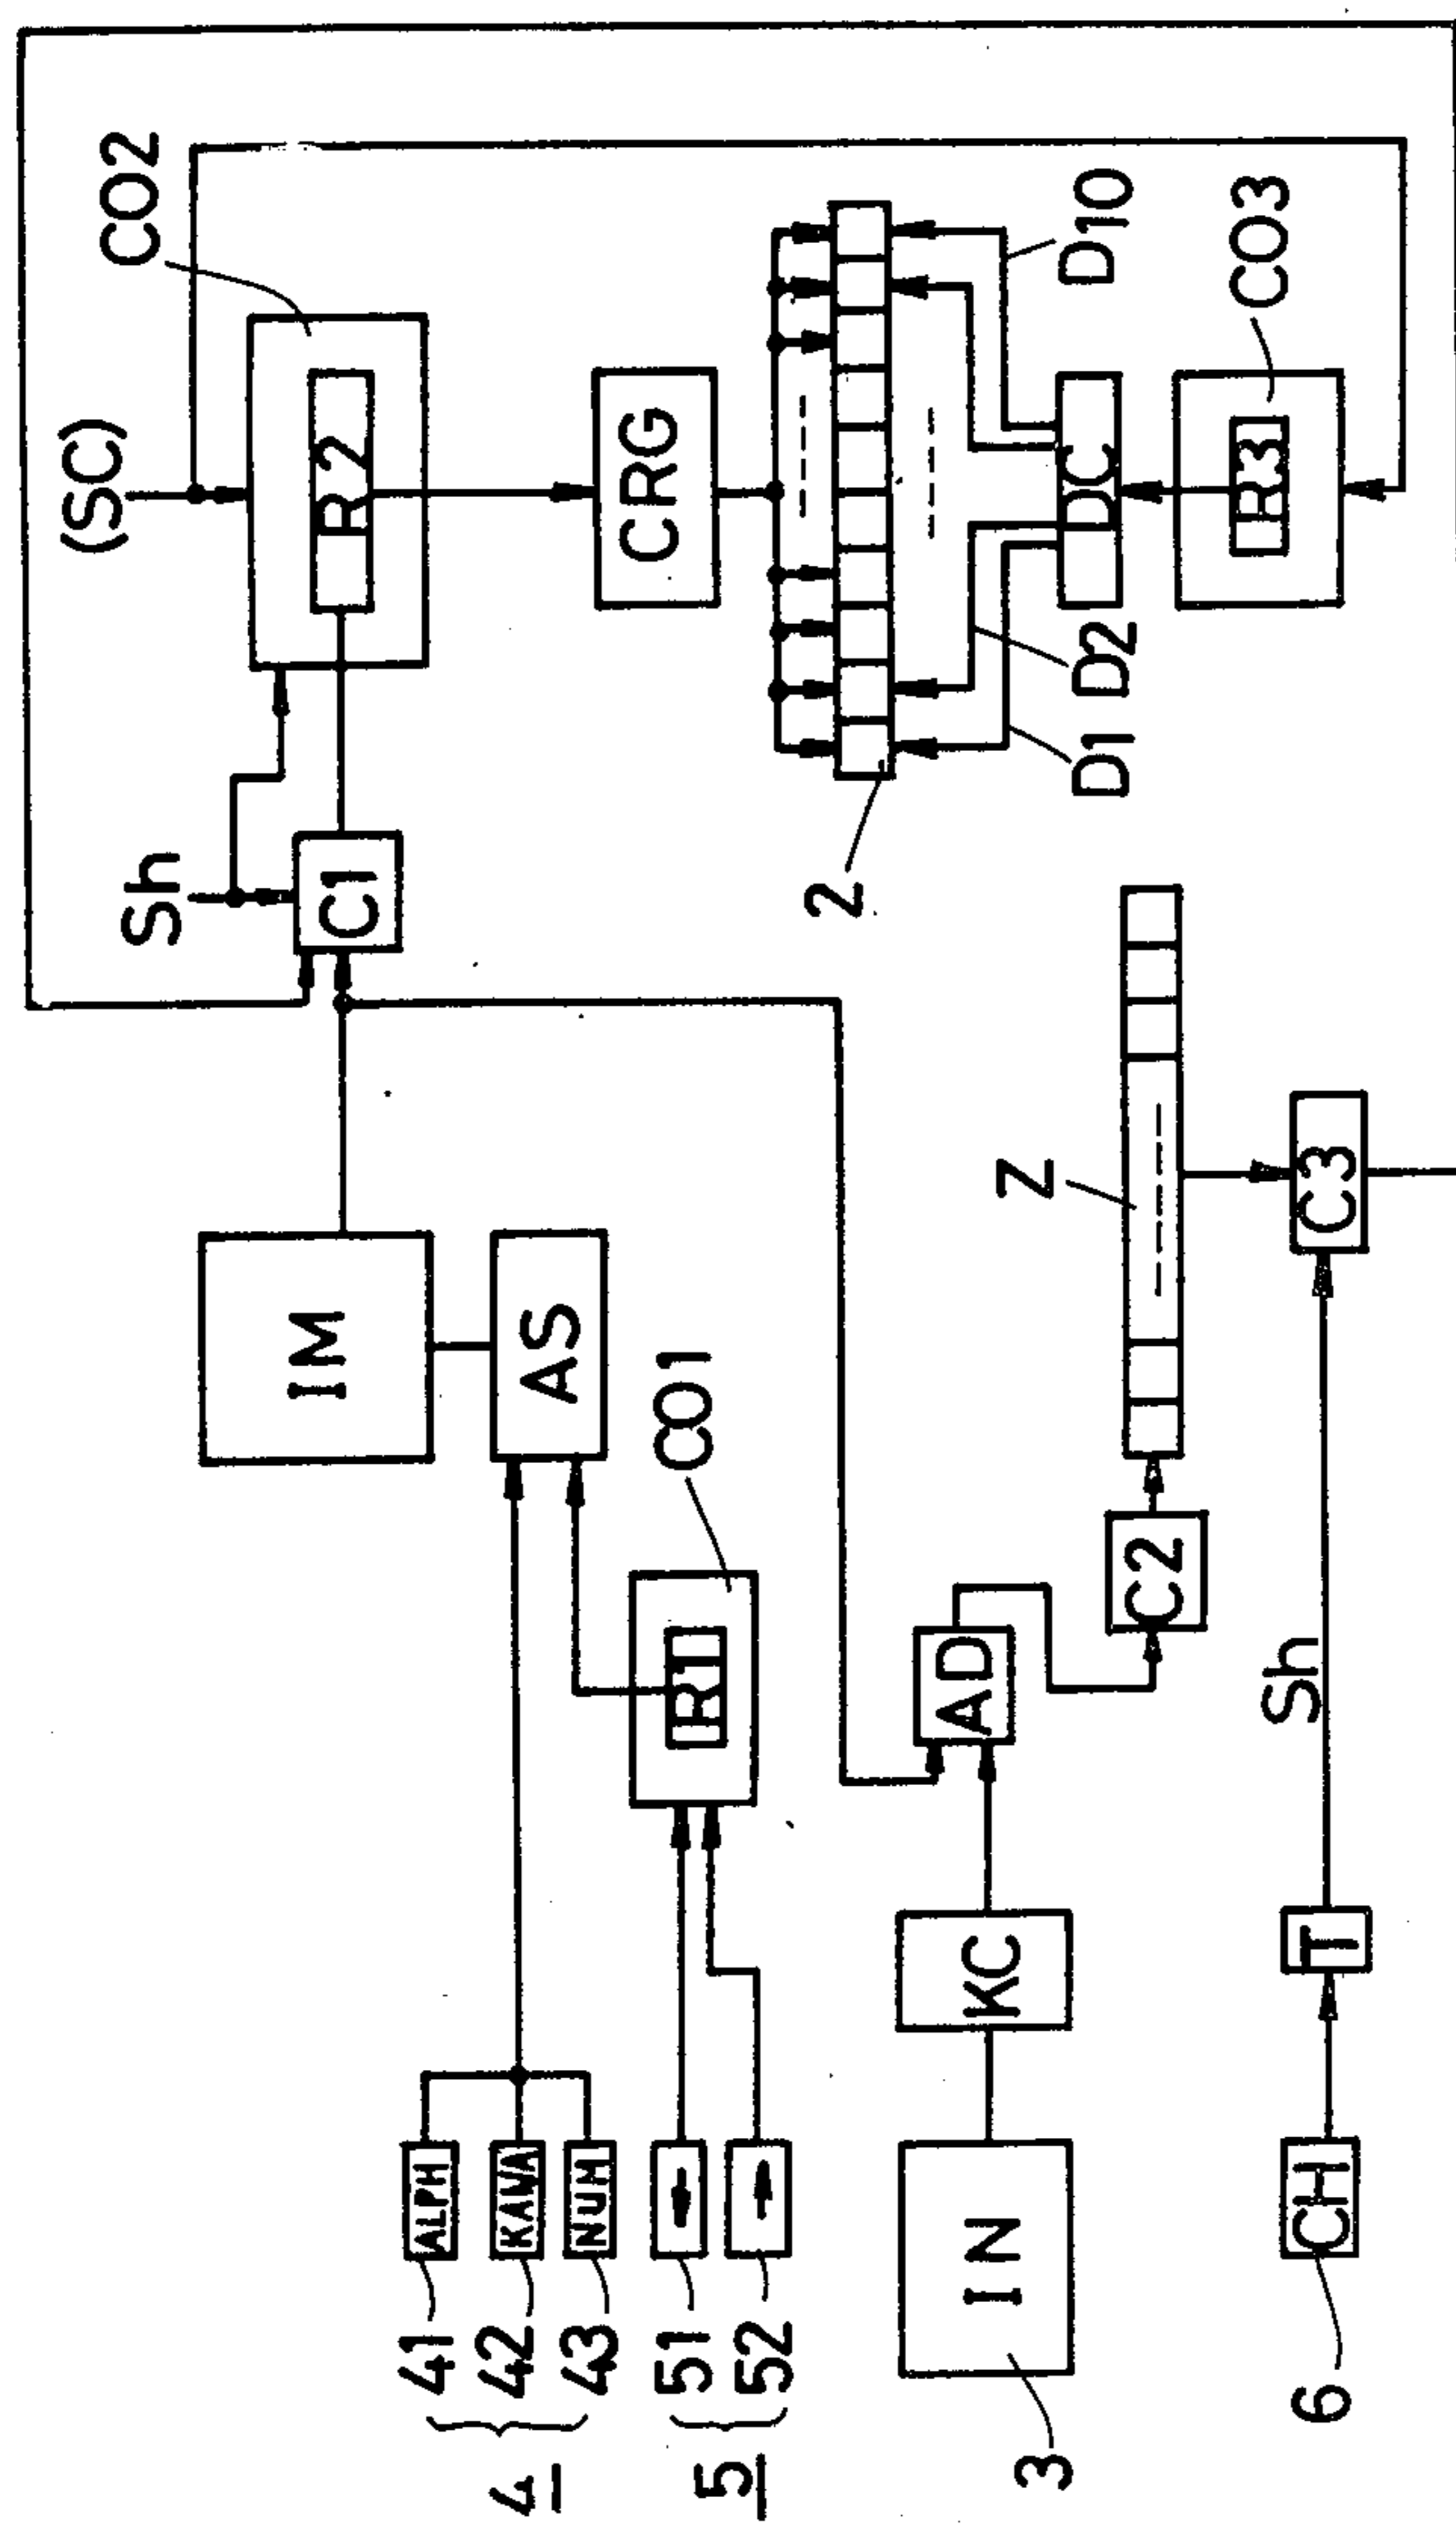 4
41
ALPH
42
KAWA
43
NUM
5
51
52
IM
AS
CO1
R1
Sh
C1
(SC)
CO2
R2
CRG
2
D1
D2
D10
DC
R3
CO3
3
IN
KC
AD
C2
Z
6
CH
T
Sh
C3